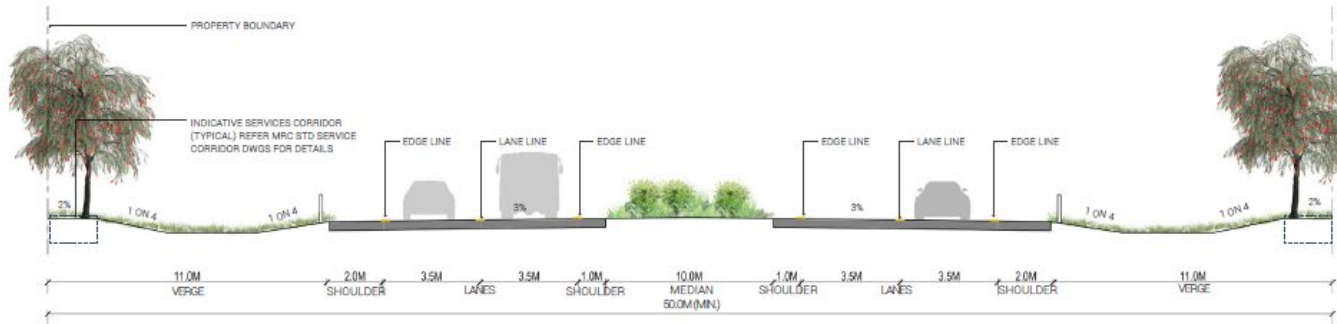 PROPERTY BOUNDARY
INDICATIVE SERVICES CORRIDOR
(TYPICAL) REFER MRC STD SERVICE
CORRIDOR DWGS FOR DETAILS
EDGE LINE
LANE LINE
EDGE LINE
EDGE LINE
LANE LINE
EDGE LINE
2%
1 ON 4
1 ON 4
3%
3%
1 ON 4
1 ON 4
2%
11.0M
2.0M
3.5M
3.5M
1.0M
10.0M
1.0M
3.5M
3.5M
2.0M
11.0M
VERGE
SHOULDER
LANES
SHOULDER
MEDIAN
SHOULDER
LANES
SHOULDER
VERGE
50.0M (MIN.)